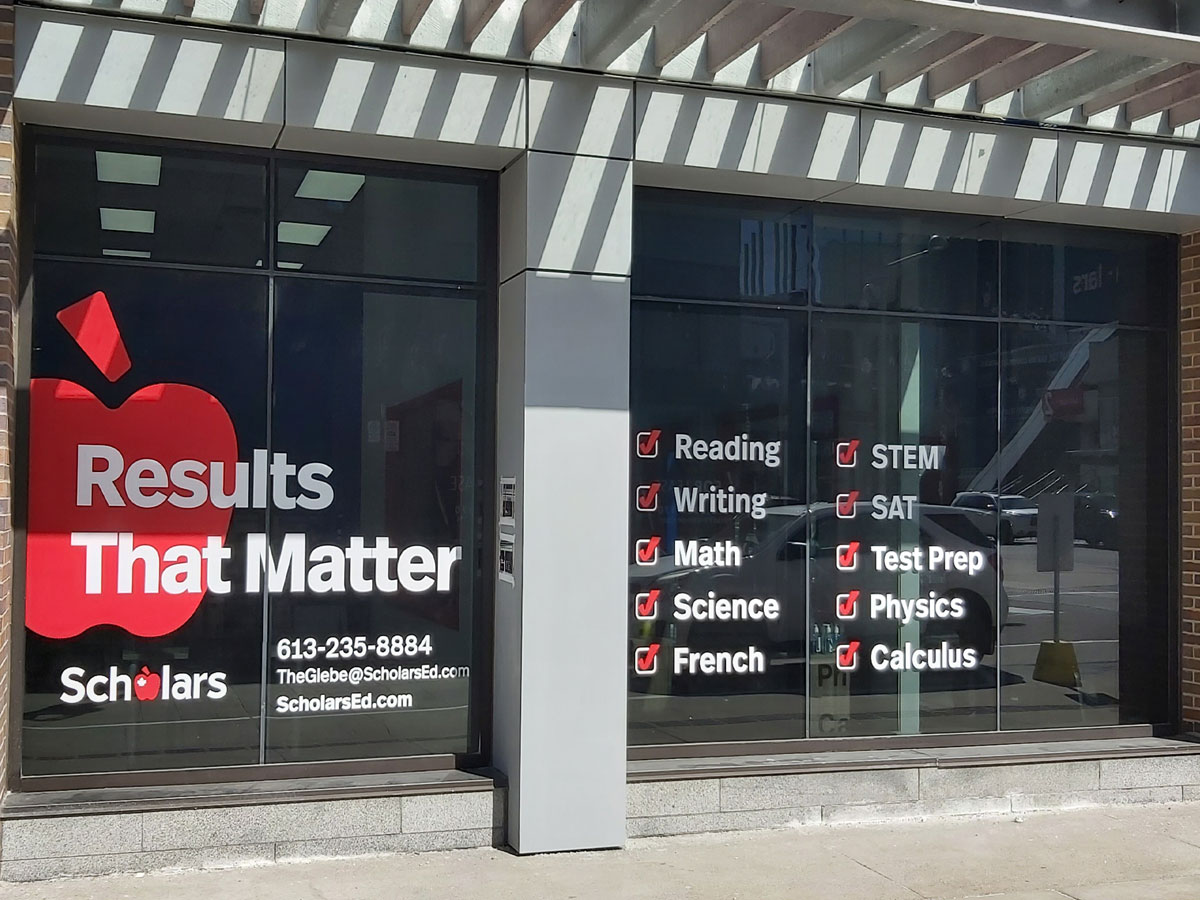 Results
That Matter
Scholars
613-235-8884
TheGlebe@ScholarsEd.com
ScholarsEd.com
Reading
Writing
Math
Science
French
STEM
SAT
Test Prep
Physics
Calculus